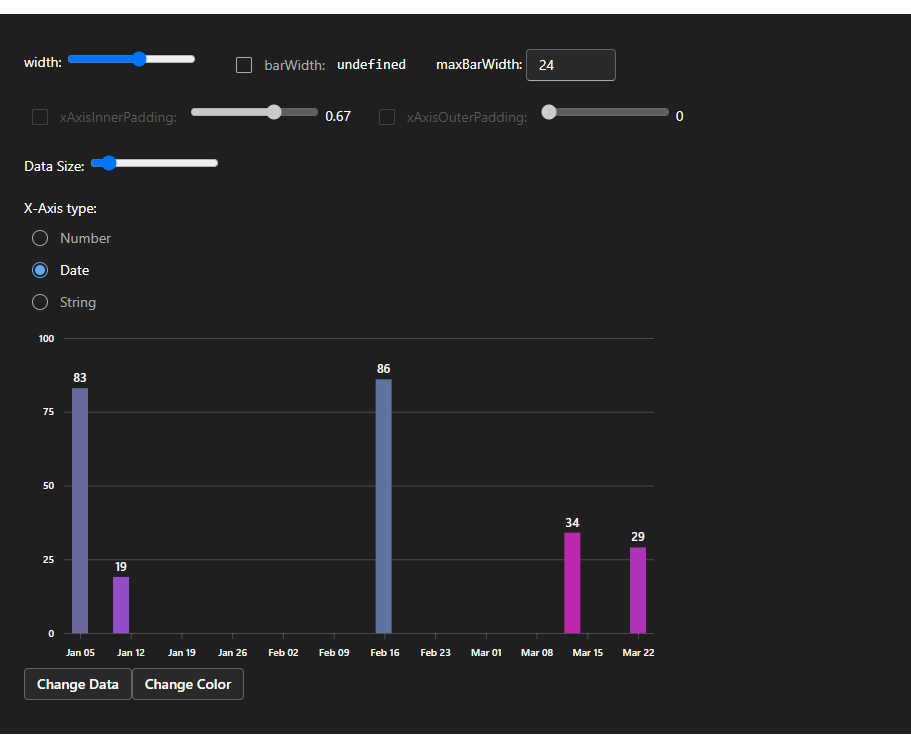 width: barWidth: undefined maxBarWidth: 24
xAxisInnerPadding: 0.67 xAxisOuterPadding: 0
Data Size:
X-Axis type:
Number
Date
String
100
86
83
75
50
34
29
25
19
0
Jan 05 Jan 12 Jan 19 Jan 26 Feb 02 Feb 09 Feb 16 Feb 23 Mar 01 Mar 08 Mar 15 Mar 22
Change Data Change Color